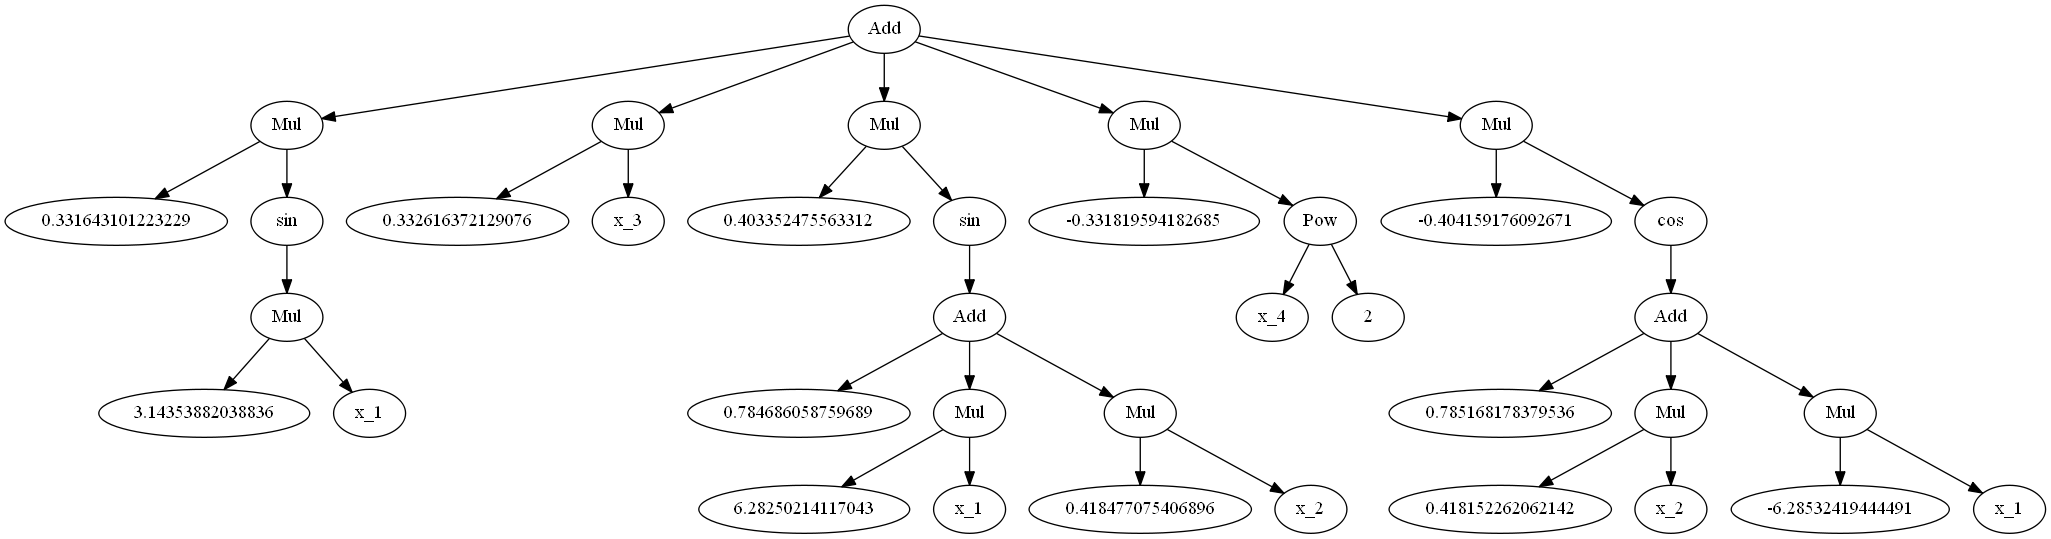 Add
Mul Mul Mul Mul Mul
0.331643101223229 sin 0.332616372129076 x_3 0.403352475563312 sin -0.331819594182685 Pow -0.404159176092671 cos
Mul Add x_4 2 Add
3.14353882038836 x_1 0.784686058759689 Mul Mul 0.785168178379536 Mul Mul
6.28250214117043 x_1 0.418477075406896 x_2 0.418152262062142 x_2 -6.28532419444491 x_1